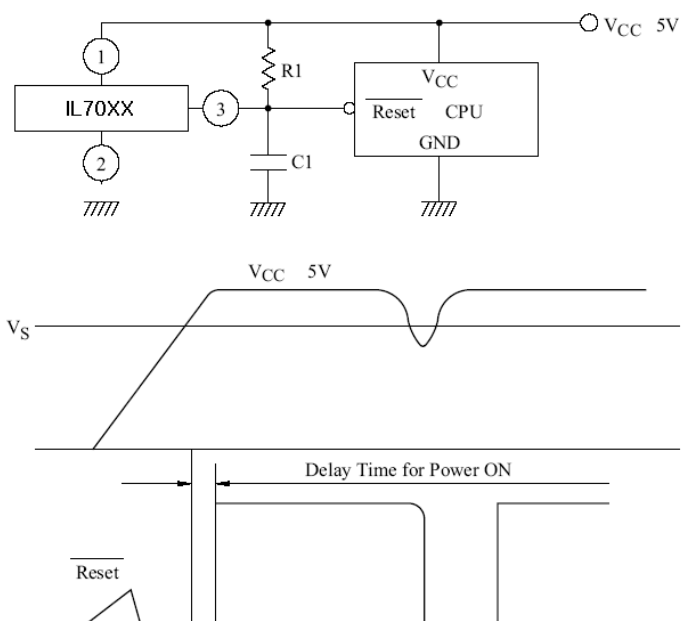 V_CC 5V
1
R1
V_CC
IL70XX
3
Reset CPU
GND
2
C1
V_CC 5V
V_S
Delay Time for Power ON
Reset